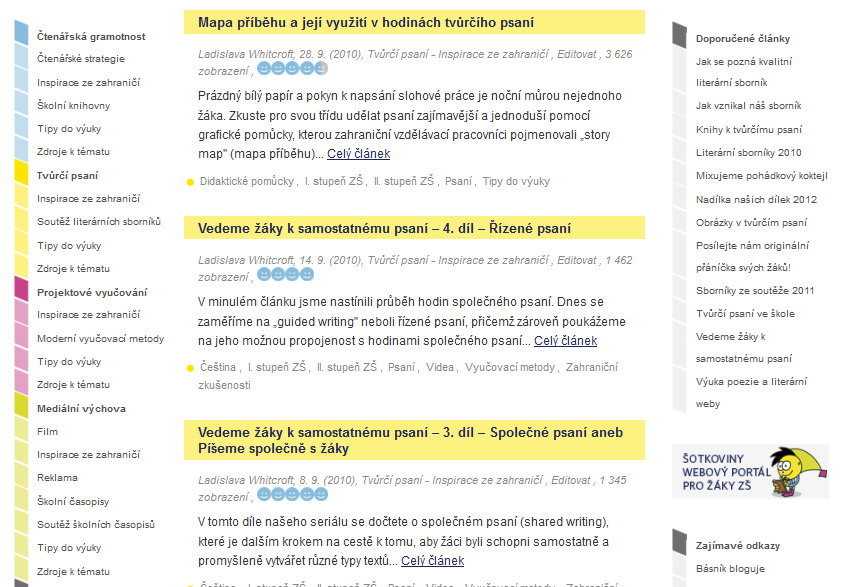 Čtenářská gramotnost
Čtenářské strategie
Inspirace ze zahraničí
Školní knihovny
Tipy do výuky
Zdroje k tématu
Tvůrčí psaní
Inspirace ze zahraničí
Soutěž literárních sborníků
Tipy do výuky
Zdroje k tématu
Projektové vyučování
Inspirace ze zahraničí
Moderní vyučovací metody
Tipy do výuky
Zdroje k tématu
Mediální výchova
Film
Inspirace ze zahraničí
Reklama
Školní časopisy
Soutěž školních časopisů
Tipy do výuky
Zdroje k tématu
Mapa příběhu a její využití v hodinách tvůrčího psaní
Ladislava Whitcroft, 28. 9. (2010), Tvůrčí psaní - Inspirace ze zahraničí , Editovat , 3 626
zobrazení ,
Prázdný bílý papír a pokyn k napsání slohové práce je noční můrou nejednoho
žáka. Zkuste pro svou třídu udělat psaní zajímavější a jednoduší pomocí
grafické pomůcky, kterou zahraniční vzdělávací pracovníci pojmenovali „story
map" (mapa příběhu)... Celý článek
Didaktické pomůcky , I. stupeň ZŠ , II. stupeň ZŠ , Psaní , Tipy do výuky
Vedeme žáky k samostatnému psaní – 4. díl – Řízené psaní
Ladislava Whitcroft, 14. 9. (2010), Tvůrčí psaní - Inspirace ze zahraničí , Editovat , 1 462
zobrazení ,
V minulém článku jsme nastínili průběh hodin společného psaní. Dnes se
zaměříme na „guided writing" neboli řízené psaní, přičemž zároveň poukážeme
na jeho možnou propojenost s hodinami společného psaní... Celý článek
Čeština , I. stupeň ZŠ , II. stupeň ZŠ , Psaní , Videa , Vyučovací metody , Zahraniční
zkušenosti
Vedeme žáky k samostatnému psaní – 3. díl – Společné psaní aneb
Píšeme společně s žáky
Ladislava Whitcroft, 8. 9. (2010), Tvůrčí psaní - Inspirace ze zahraničí , Editovat , 1 345
zobrazení ,
V tomto díle našeho seriálu se dočtete o společném psaní (shared writing),
které je dalším krokem na cestě k tomu, aby žáci byli schopni samostatně a
promyšleně vytvářet různé typy textů... Celý článek
Doporučené články
Jak se pozná kvalitní
literární sborník
Jak vznikal náš sborník
Knihy k tvůrčímu psaní
Literární sborníky 2010
Mixujeme pohádkový koktejl
Nadílka našich dílek 2012
Obrázky v tvůrčím psaní
Posílejte nám originální
přáníčka svých žáků!
Sborníky ze soutěže 2011
Tvůrčí psaní ve škole
Vedeme žáky k
samostatnému psaní
Výuka poezie a literární
weby
ŠOTKOVINY
WEBOVÝ PORTÁL
PRO ŽÁKY ZŠ
Zajímavé odkazy
Básník bloguje